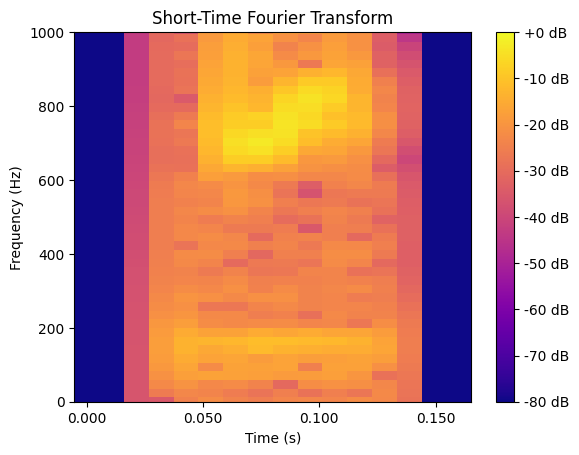 Short-Time Fourier Transform
1000
800
600
400
200
0
Frequency (Hz)
0.000
0.050
0.100
0.150
Time (s)
+0 dB
-10 dB
-20 dB
-30 dB
-40 dB
-50 dB
-60 dB
-70 dB
-80 dB